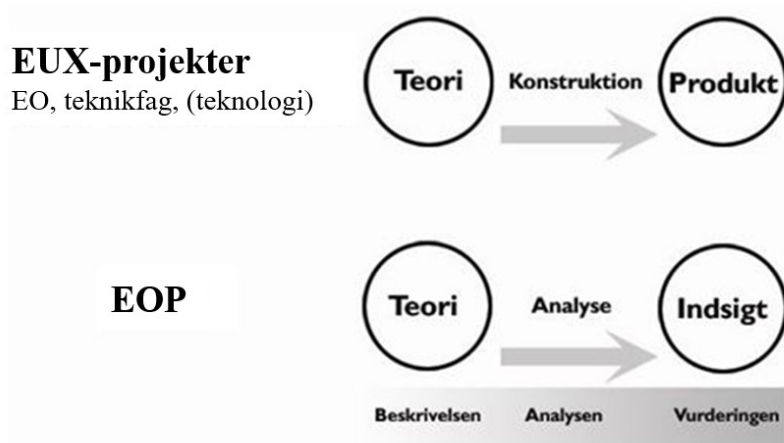 EUX-projekter
EO, teknikfag, (teknologi)
Teori
Konstruktion
Produkt
EOP
Teori
Analyse
Indsigt
Beskrivelsen
Analysen
Vurderingen